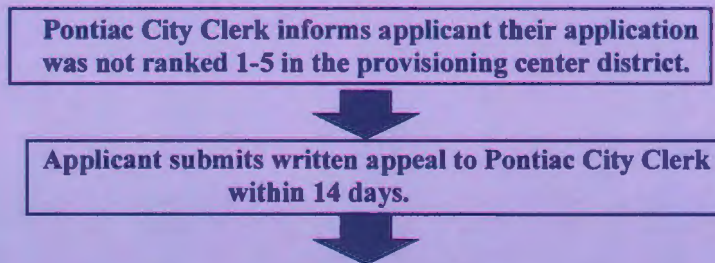 Pontiac City Clerk informs applicant their application
was not ranked 1-5 in the provisioning center district.
Applicant submits written appeal to Pontiac City Clerk
within 14 days.